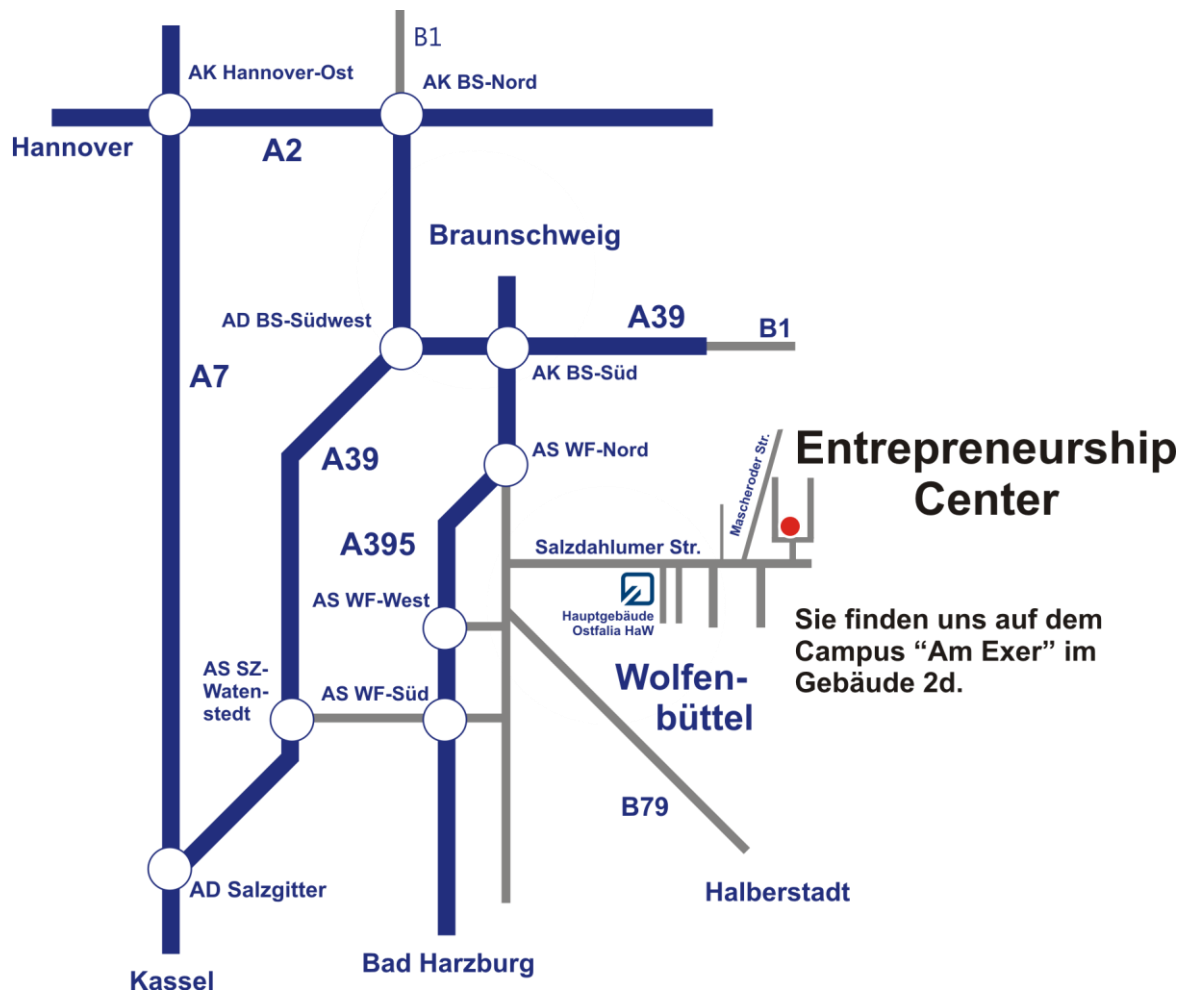 B1
AK Hannover-Ost
AK BS-Nord
Hannover
A2
Braunschweig
AD BS-Südwest
A39
B1
A7
AK BS-Süd
A39
AS WF-Nord
Mascheroder Str.
Entrepreneurship
Center
A395
Salzdahlumer Str.
AS WF-West
Hauptgebäude
Ostfalia HaW
Sie finden uns auf dem
Campus “Am Exer” im
Gebäude 2d.
AS SZ-
Waten-
stedt
AS WF-Süd
Wolfen-
büttel
B79
AD Salzgitter
Halberstadt
Bad Harzburg
Kassel